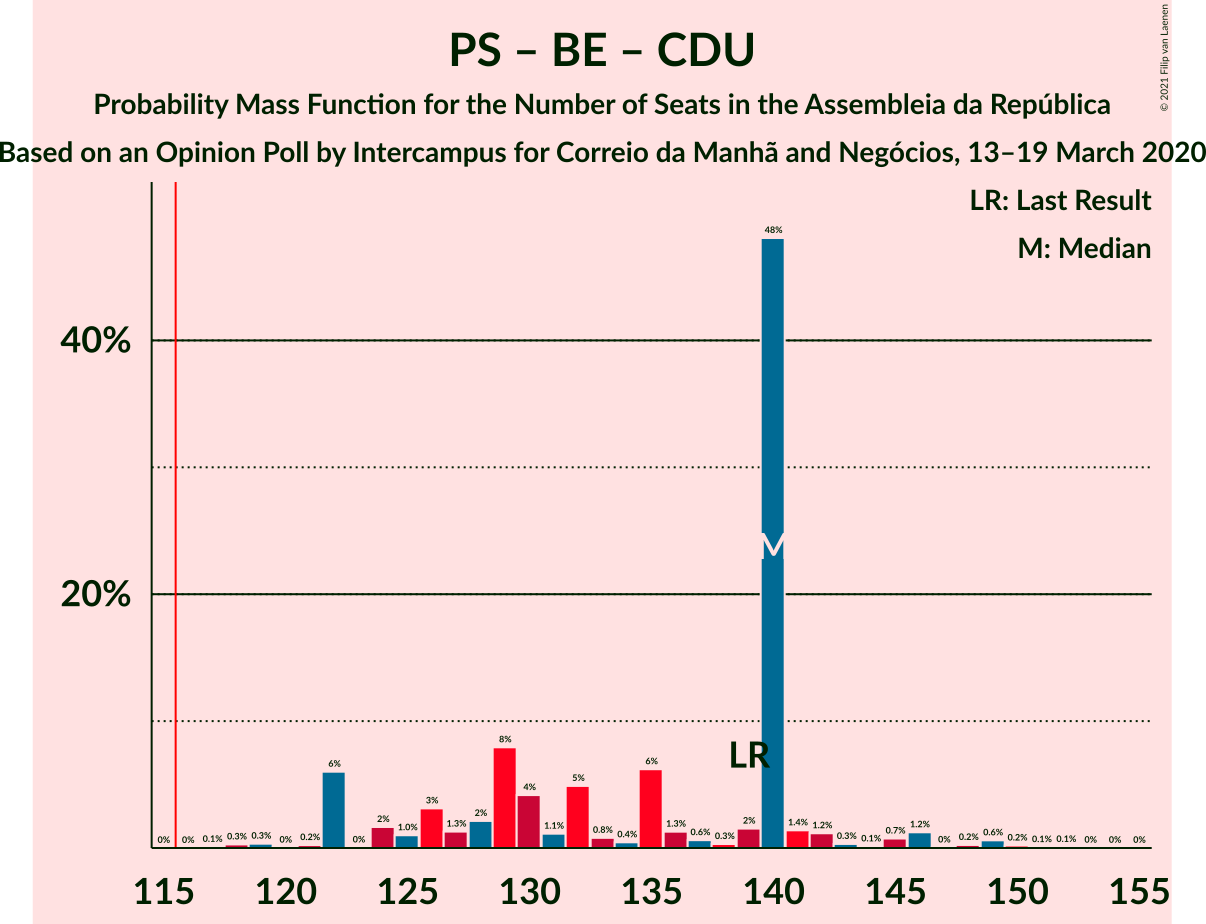 PS – BE – CDU
Probability Mass Function for the Number of Seats in the Assembleia da República
Based on an Opinion Poll by Intercampus for Correio da Manhã and Negócios, 13–19 March 2020
© 2021 Filip van Laenen
LR: Last Result
M: Median
48%
40%
M
20%
LR
8%
6%
6%
5%
4%
3%
0% 0% 0.1% 0.3% 0.3% 0% 0.2% 0% 2% 1.0% 1.3% 2% 1.1% 0.8% 0.4% 1.3% 0.6% 0.3% 2% 1.4% 1.2% 0.3% 0.1% 0.7% 1.2% 0% 0.2% 0.6% 0.2% 0.1% 0.1% 0% 0% 0%
115 120 125 130 135 140 145 150 155